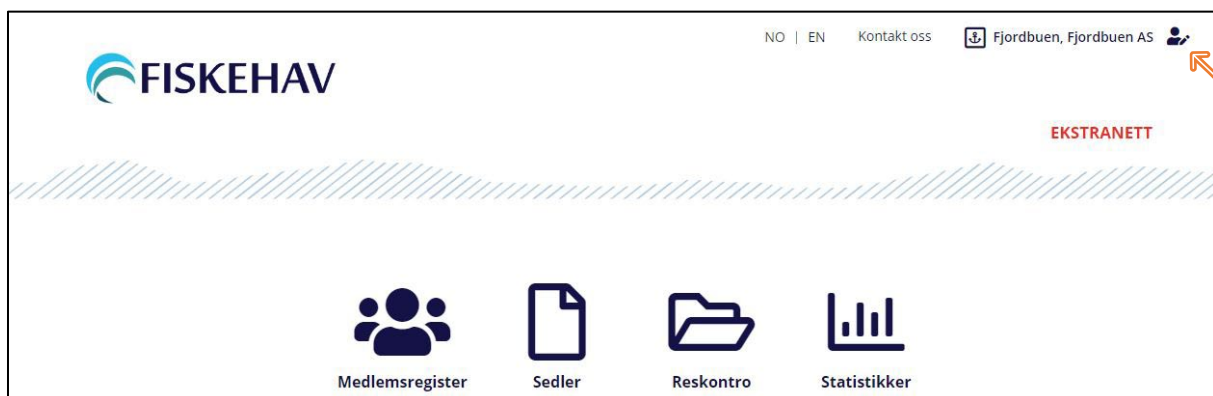 NO | EN Kontakt oss Fjordbuen, Fjordbuen AS
FISKEHAV
EKSTRANETT
Medlemsregister Sedler Reskontro Statistikker